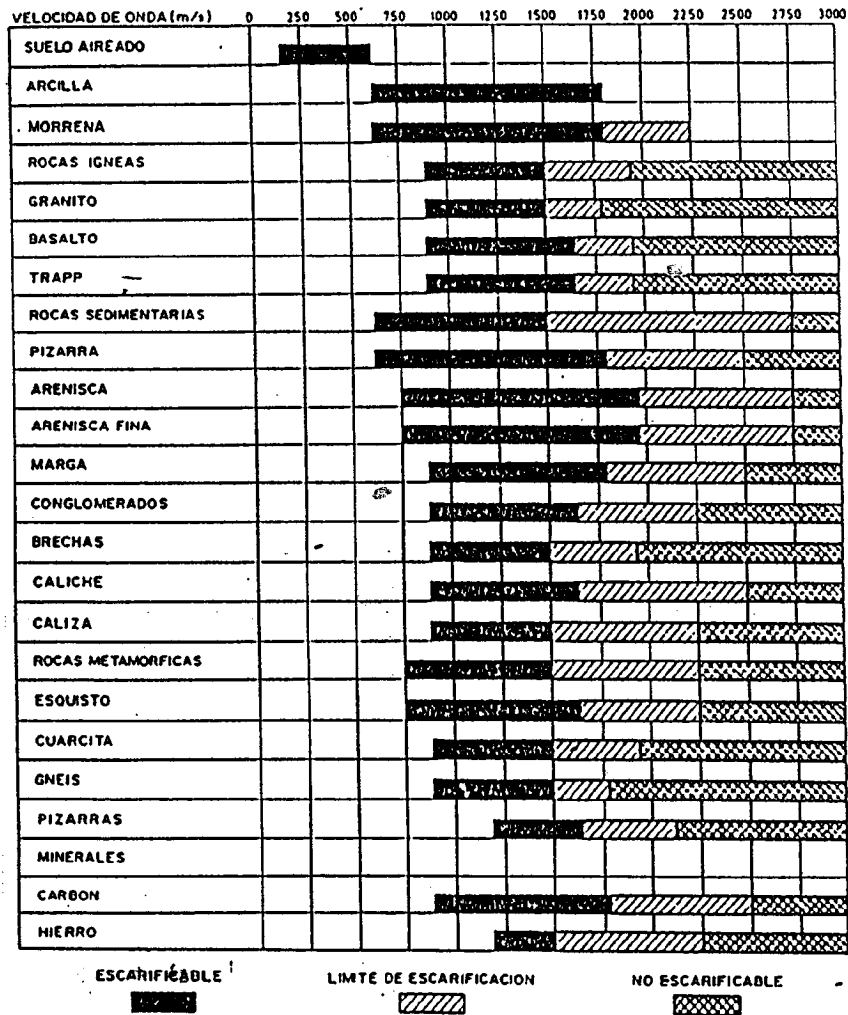 VELOCIDAD DE ONDA (m/s) 0 250 500 750 1000 1250 1500 1750 2000 2250 2500 2750 3000
SUELO AIREADO
ARCILLA
MORRENA
ROCAS IGNEAS
GRANITO
BASALTO
TRAPP
ROCAS SEDIMENTARIAS
PIZARRA
ARENISCA
ARENISCA FINA
MARGA
CONGLOMERADOS
BRECHAS
CALICHE
CALIZA
ROCAS METAMORFICAS
ESQUISTO
CUARCITA
GNEIS
PIZARRAS
MINERALES
CARBON
HIERRO
ESCARIFICABLE LIMTE DE ESCARIFICACION NO ESCARIFICABLE